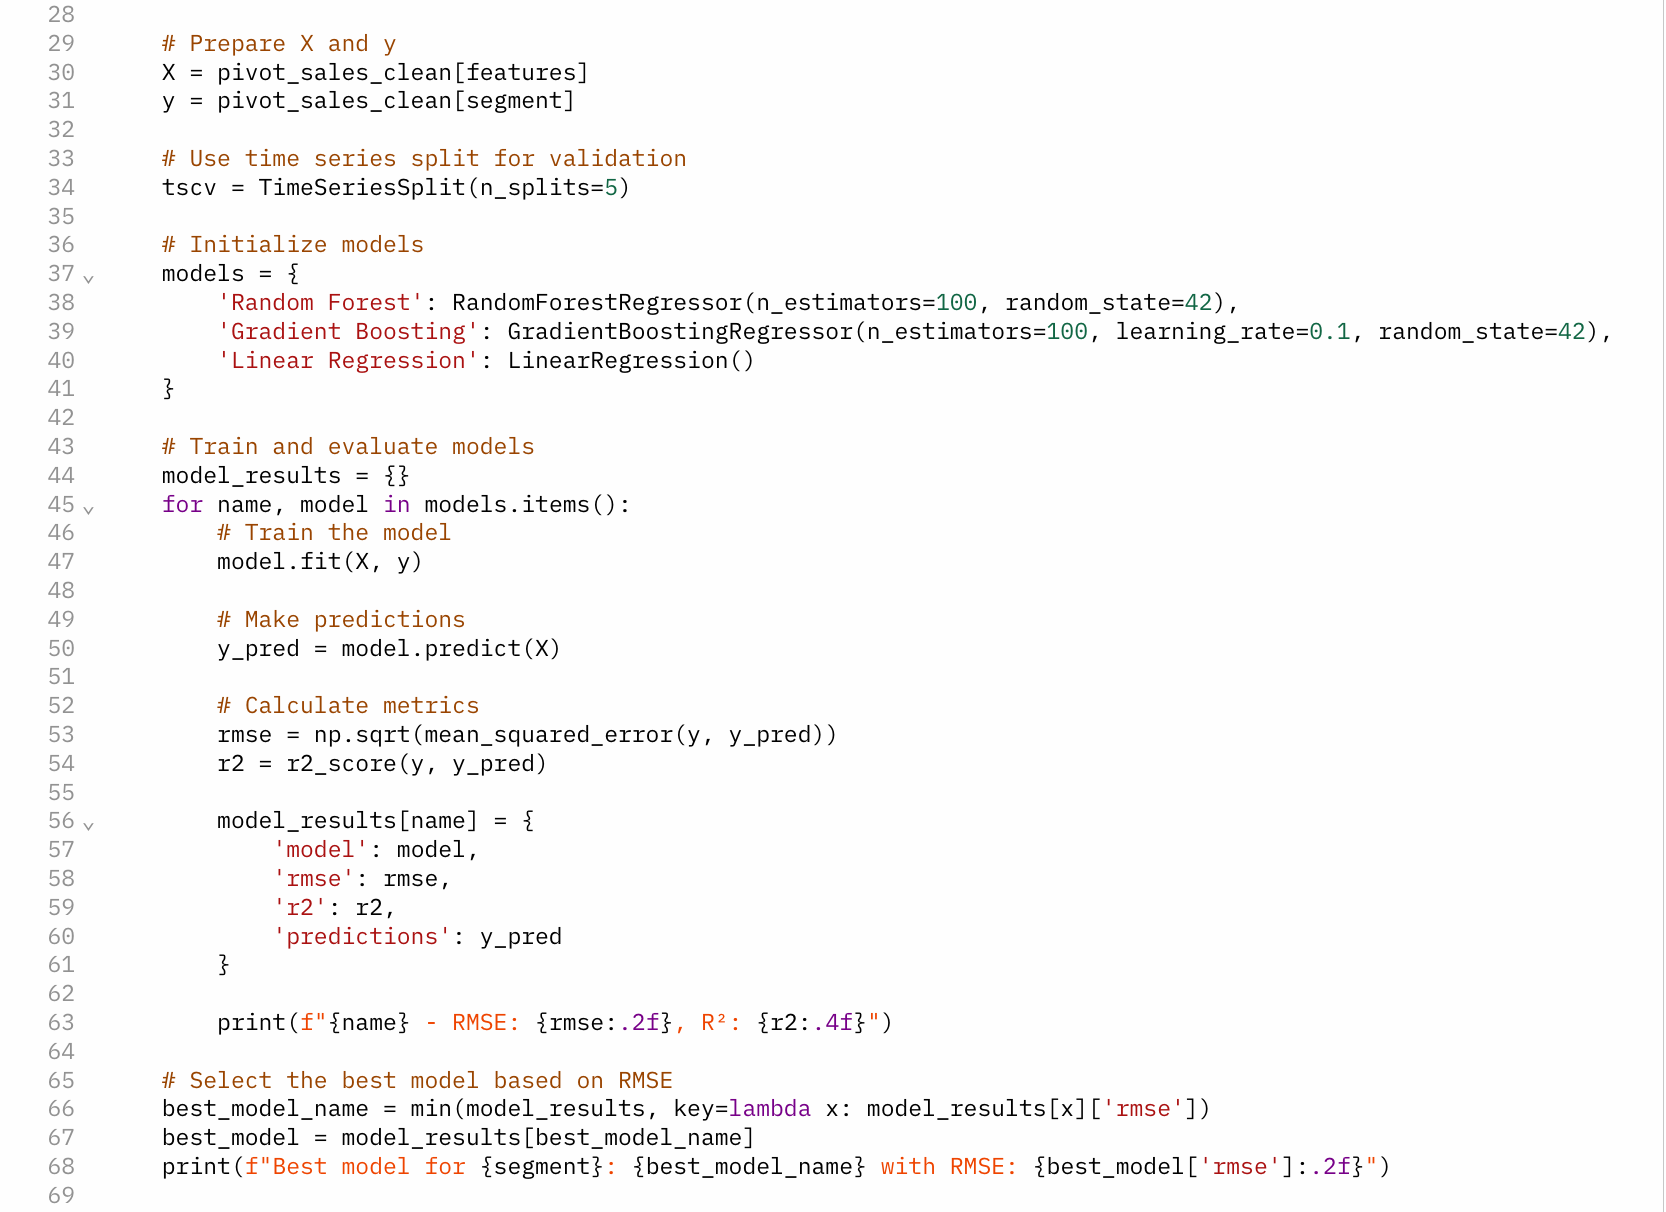 28
29 # Prepare X and y
30 X = pivot_sales_clean[features]
31 y = pivot_sales_clean[segment]
32
33 # Use time series split for validation
34 tscv = TimeSeriesSplit(n_splits=5)
35
36 # Initialize models
37 models = {
38 'Random Forest': RandomForestRegressor(n_estimators=100, random_state=42),
39 'Gradient Boosting': GradientBoostingRegressor(n_estimators=100, learning_rate=0.1, random_state=42),
40 'Linear Regression': LinearRegression()
41 }
42
43 # Train and evaluate models
44 model_results = {}
45 for name, model in models.items():
46 # Train the model
47 model.fit(X, y)
48
49 # Make predictions
50 y_pred = model.predict(X)
51
52 # Calculate metrics
53 rmse = np.sqrt(mean_squared_error(y, y_pred))
54 r2 = r2_score(y, y_pred)
55
56 model_results[name] = {
57 'model': model,
58 'rmse': rmse,
59 'r2': r2,
60 'predictions': y_pred
61 }
62
63 print(f"{name} - RMSE: {rmse:.2f}, R²: {r2:.4f}")
64
65 # Select the best model based on RMSE
66 best_model_name = min(model_results, key=lambda x: model_results[x]['rmse'])
67 best_model = model_results[best_model_name]
68 print(f"Best model for {segment}: {best_model_name} with RMSE: {best_model['rmse']:.2f}")
69